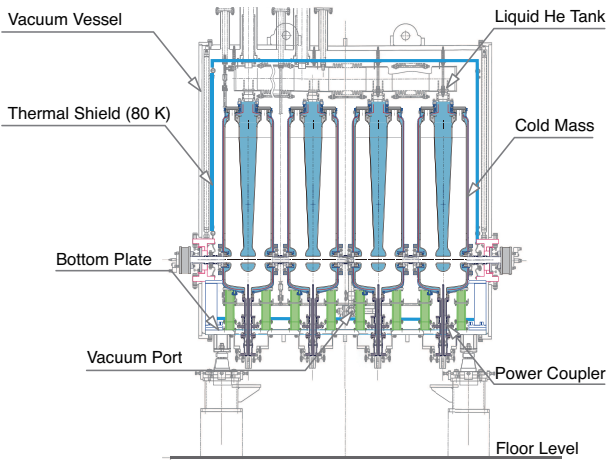 Vacuum Vessel
Liquid He Tank
Thermal Shield (80 K)
Cold Mass
Bottom Plate
Vacuum Port
Power Coupler
Floor Level